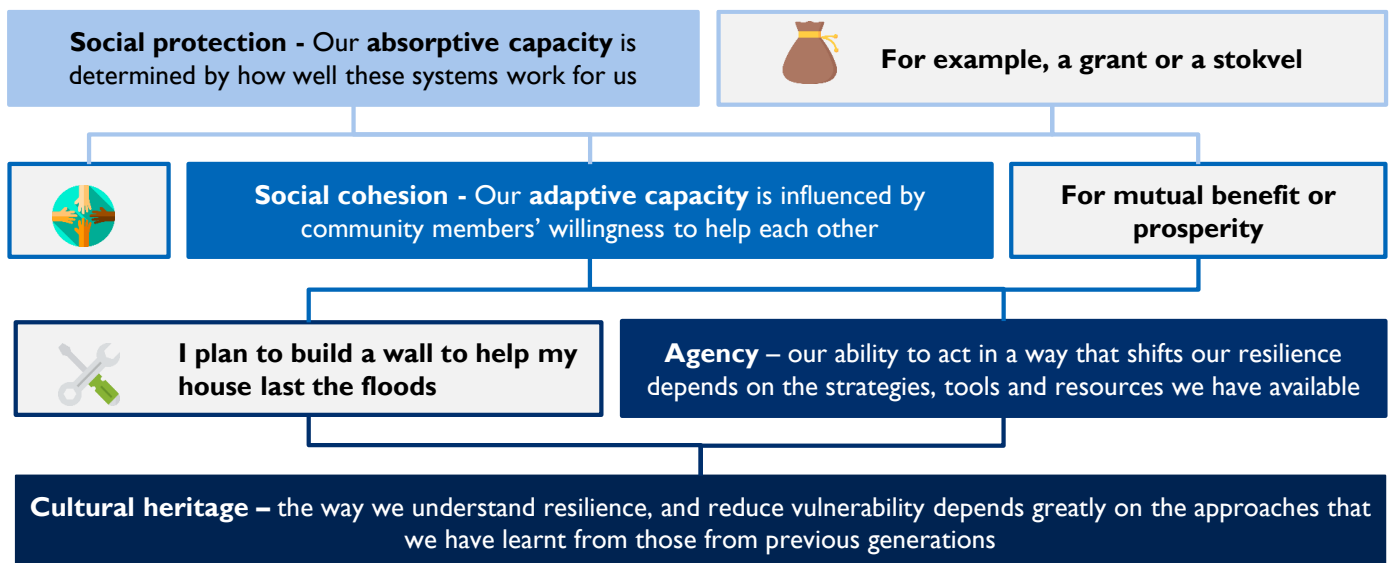 Social protection - Our absorptive capacity is
determined by how well these systems work for us
For example, a grant or a stokvel
Social cohesion - Our adaptive capacity is influenced by
community members’ willingness to help each other
For mutual benefit or
prosperity
I plan to build a wall to help my
house last the floods
Agency – our ability to act in a way that shifts our resilience
depends on the strategies, tools and resources we have available
Cultural heritage – the way we understand resilience, and reduce vulnerability depends greatly on the approaches that
we have learnt from those from previous generations